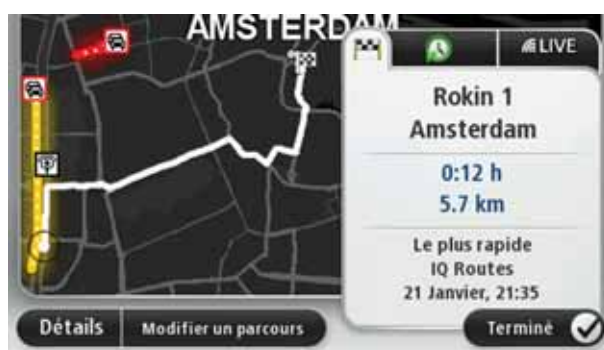 AMSTERDAM
LIVE
Rokin 1
Amsterdam
0:12 h
5.7 km
Le plus rapide
IQ Routes
21 Janvier, 21:35
Détails
Modifier un parcours
Terminé